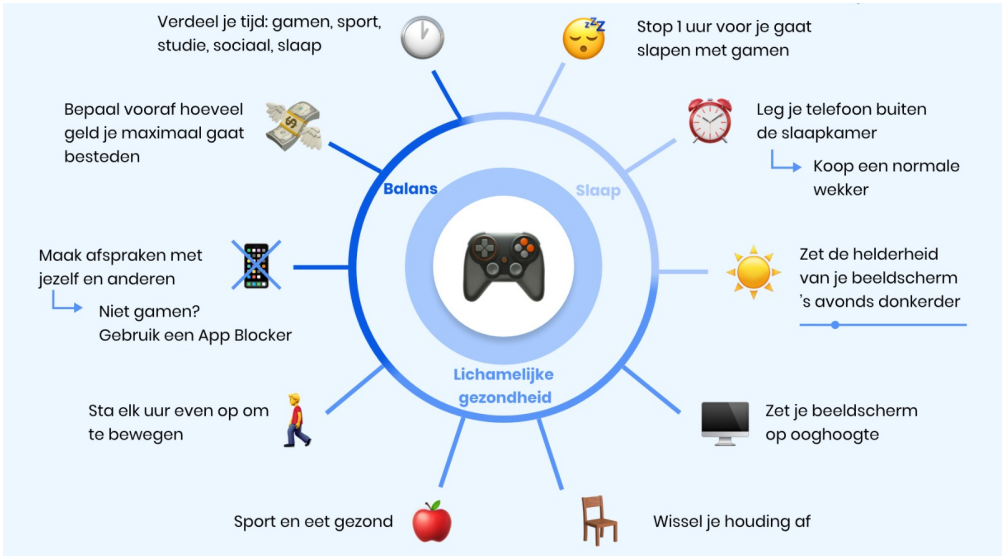 Verdeel je tijd: gamen, sport,
studie, sociaal, slaap
Stop 1 uur voor je gaat
slapen met gamen
Bepaal vooraf hoeveel
geld je maximaal gaat
besteden
Leg je telefoon buiten
de slaapkamer
Koop een normale
wekker
Balans
Slaap
Maak afspraken met
jezelf en anderen
Niet gamen?
Gebruik een App Blocker
Zet de helderheid
van je beeldscherm
's avonds donkerder
Lichamelijke
gezondheid
Sta elk uur even op om
te bewegen
Zet je beeldscherm
op ooghoogte
Sport en eet gezond
Wissel je houding af